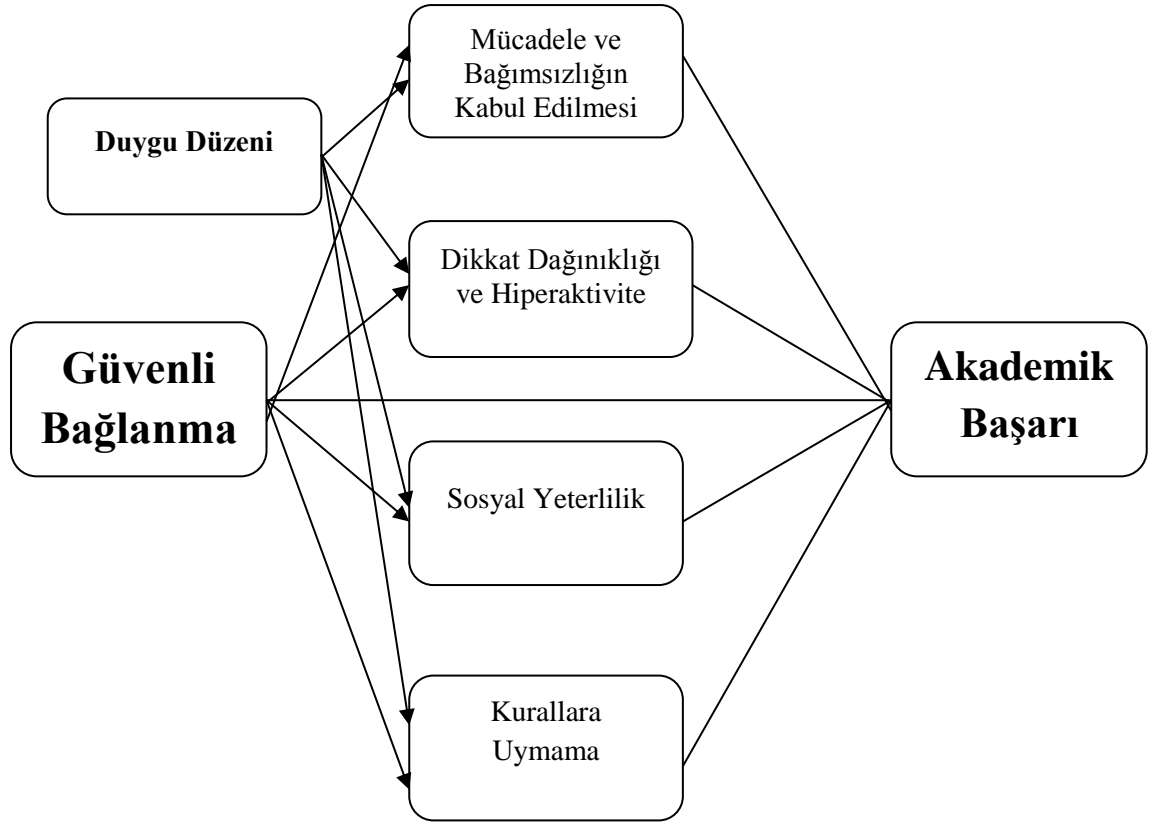 Mücadele ve
Bağımsızlığın
Kabul Edilmesi
Duygu Düzeni
Dikkat Dağınıklığı
ve Hiperaktivite
Güvenli
Bağlanma
Akademik
Başarı
Sosyal Yeterlilik
Kurallara
Uymama